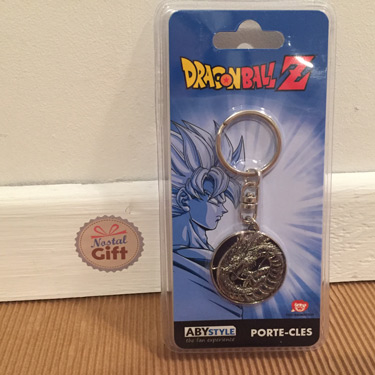 DRAGONBALL Z
Nostal
Gift
ABYSTYLE
the fan experience
PORTE-CLES